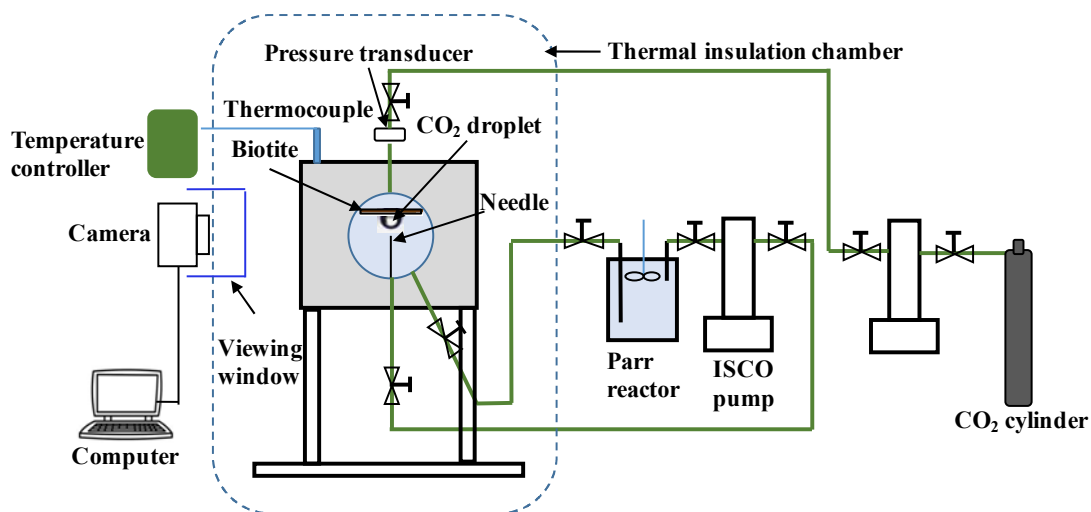 Pressure transducer
Thermal insulation chamber
Thermocouple
CO₂ droplet
Temperature
controller
Biotite
Needle
Camera
Viewing
window
Parr
reactor
ISCO
pump
CO₂ cylinder
Computer